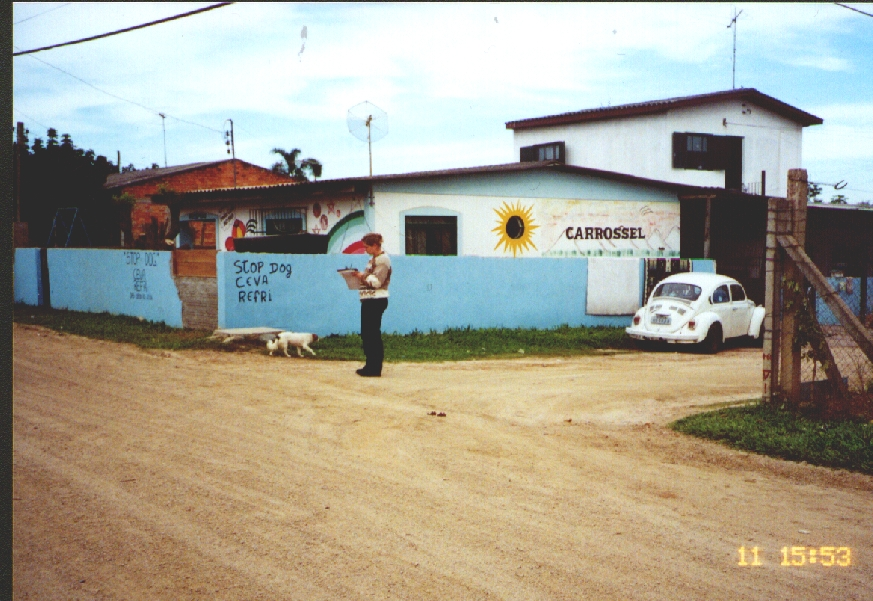 CARROSSEL
"STOP DOG"
CEVA
REFRI
STOP DOG
CEVA
REFRI
11 15:53